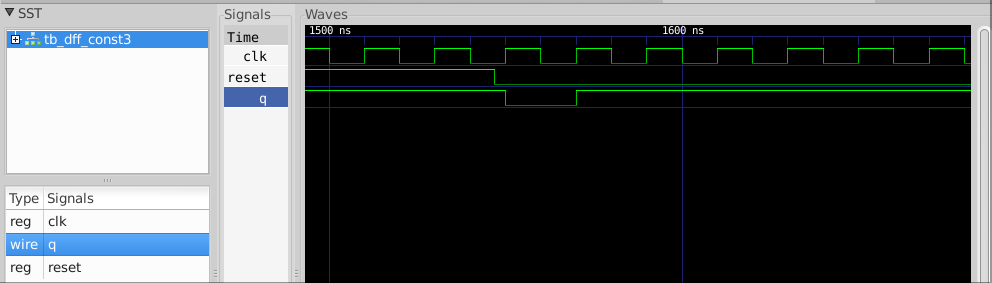 SST
tb_dff_const3
Type Signals
reg clk
wire q
reg reset
Signals
Time
clk
reset
q
Waves
1500 ns 1600 ns